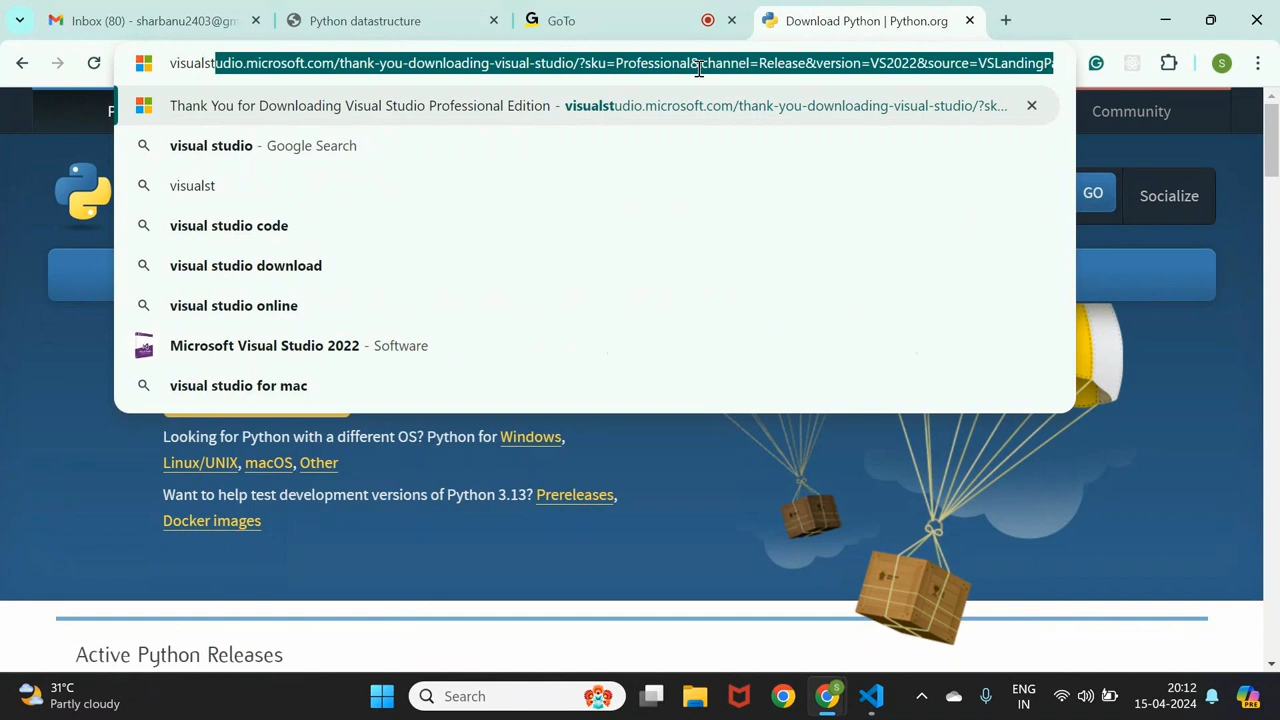 Inbox (80) - sharbanu2403@gm
Python datastructure
GoTo
Download Python | Python.org
visualstudio.microsoft.com/thank-you-downloading-visual-studio/?sku=Professional&channel=Release&version=VS2022&source=VSLandingPa
S
Thank You for Downloading Visual Studio Professional Edition - visualstudio.microsoft.com/thank-you-downloading-visual-studio/?sk...
Community
visual studio - Google Search
visualst
GO
Socialize
visual studio code
visual studio download
visual studio online
Microsoft Visual Studio 2022 - Software
visual studio for mac
Looking for Python with a different OS? Python for Windows,
Linux/UNIX, macOS, Other
Want to help test development versions of Python 3.13? Prereleases,
Docker images
Active Python Releases
31°C
Partly cloudy
Search
S
ENG
IN
20:12
15-04-2024
PRE